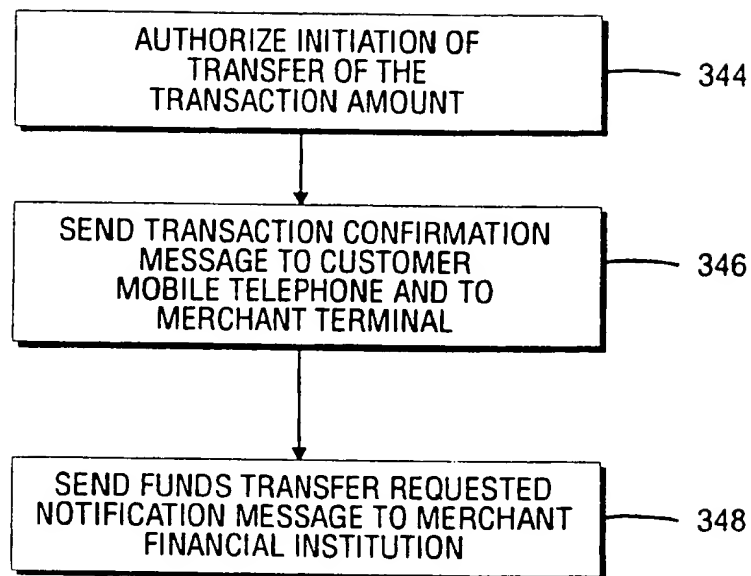 AUTHORIZE INITIATION OF
TRANSFER OF THE
TRANSACTION AMOUNT
344
SEND TRANSACTION CONFIRMATION
MESSAGE TO CUSTOMER
MOBILE TELEPHONE AND TO
MERCHANT TERMINAL
346
SEND FUNDS TRANSFER REQUESTED
NOTIFICATION MESSAGE TO MERCHANT
FINANCIAL INSTITUTION
348